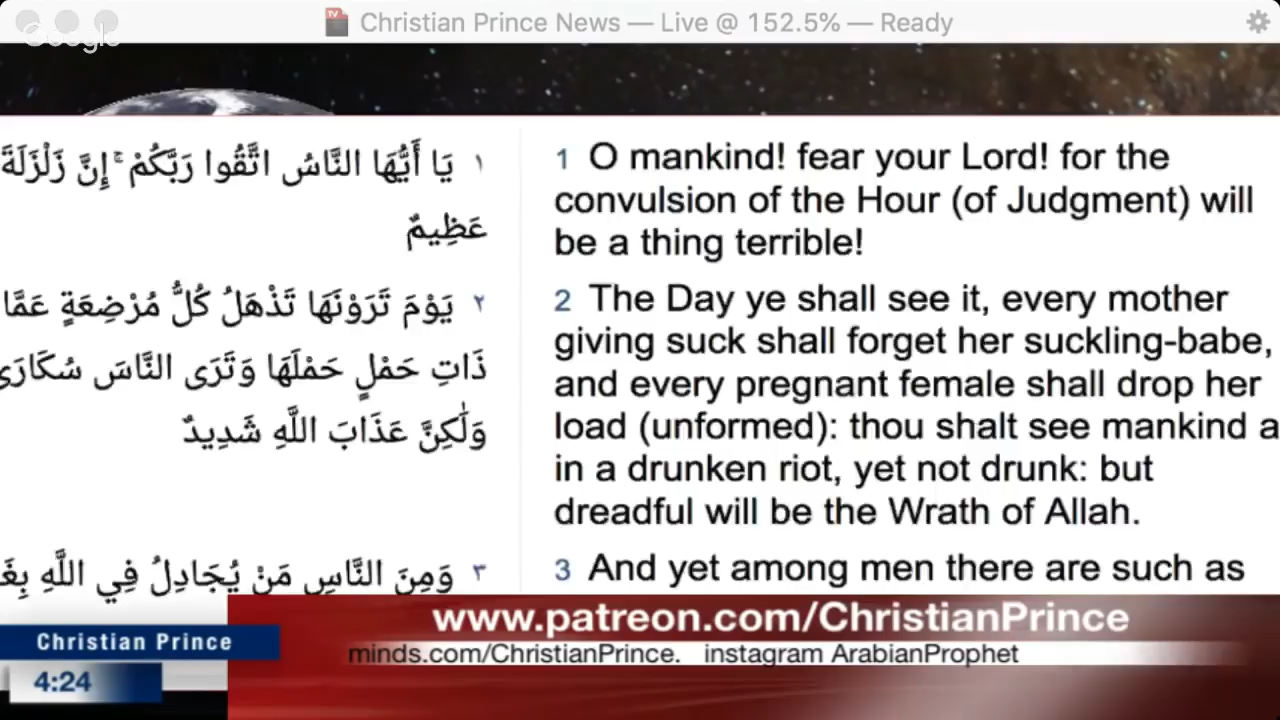 Christian Prince News — Live @ 152.5% — Ready
Google
١ يَا أَيُّهَا النَّاسُ اتَّقُوا رَبَّكُمْ ۚ إِنَّ زَلْزَلَةَ
عَظِيمٌ
٢ يَوْمَ تَرَوْنَهَا تَذْهَلُ كُلُّ مُرْضِعَةٍ عَمَّا
ذَاتِ حَمْلٍ حَمْلَهَا وَتَرَى النَّاسَ سُكَارَى
وَلَٰكِنَّ عَذَابَ اللَّهِ شَدِيدٌ
٣ وَمِنَ النَّاسِ مَنْ يُجَادِلُ فِي اللَّهِ
1 O mankind! fear your Lord! for the
convulsion of the Hour (of Judgment) will
be a thing terrible!
2 The Day ye shall see it, every mother
giving suck shall forget her suckling-babe,
and every pregnant female shall drop her
load (unformed): thou shalt see mankind a
in a drunken riot, yet not drunk: but
dreadful will be the Wrath of Allah.
3 And yet among men there are such as
www.patreon.com/ChristianPrince
Christian Prince
minds.com/ChristianPrince. instagram ArabianProphet
4:24